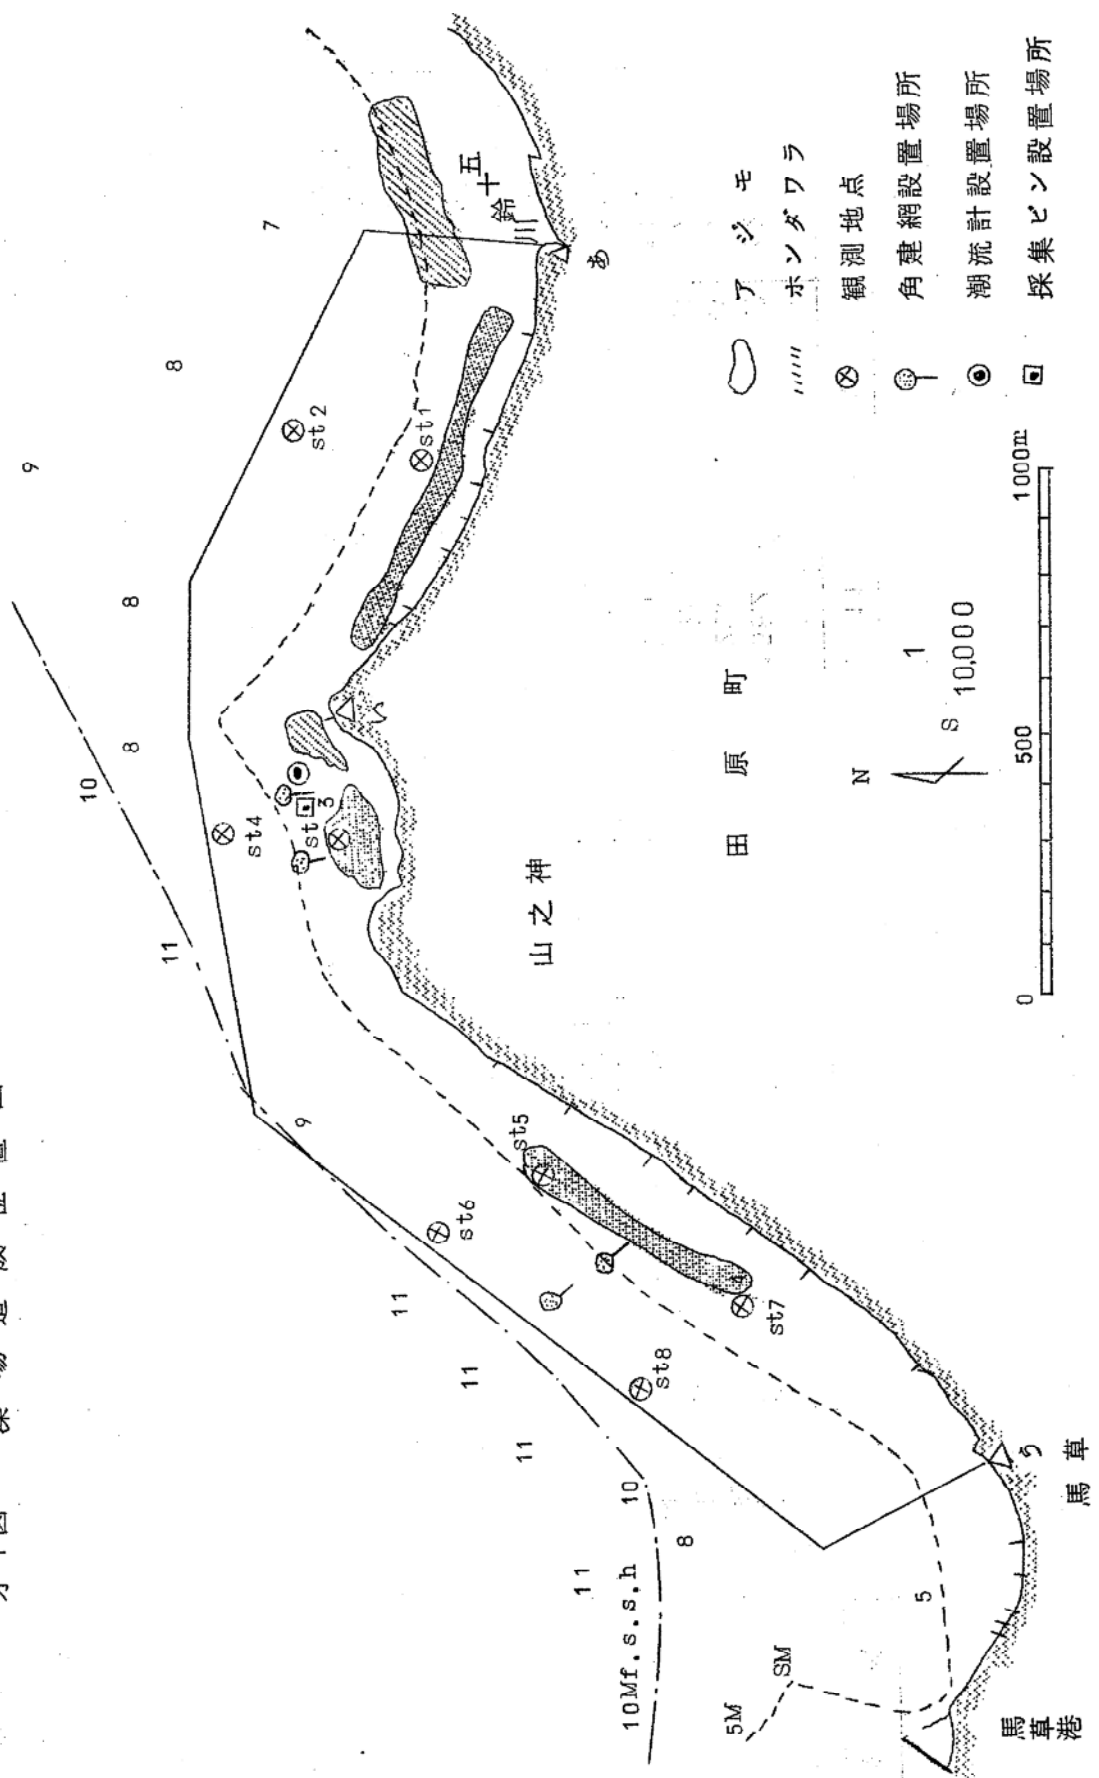 7
8
9
8
8
10
11
9
11
11
11
11
10
8
10Mf.s.s.h
5M
SM
5
st2
st1
st4
st3
st5
st6
st7
st8
五十鈴川
あ
う
馬草
馬草港
山之神
田原町
アジモ
ホンダワラ
観測地点
角建網設置場所
潮流計設置場所
採集ビン設置場所
N
S
1
10,000
0
500
1000m